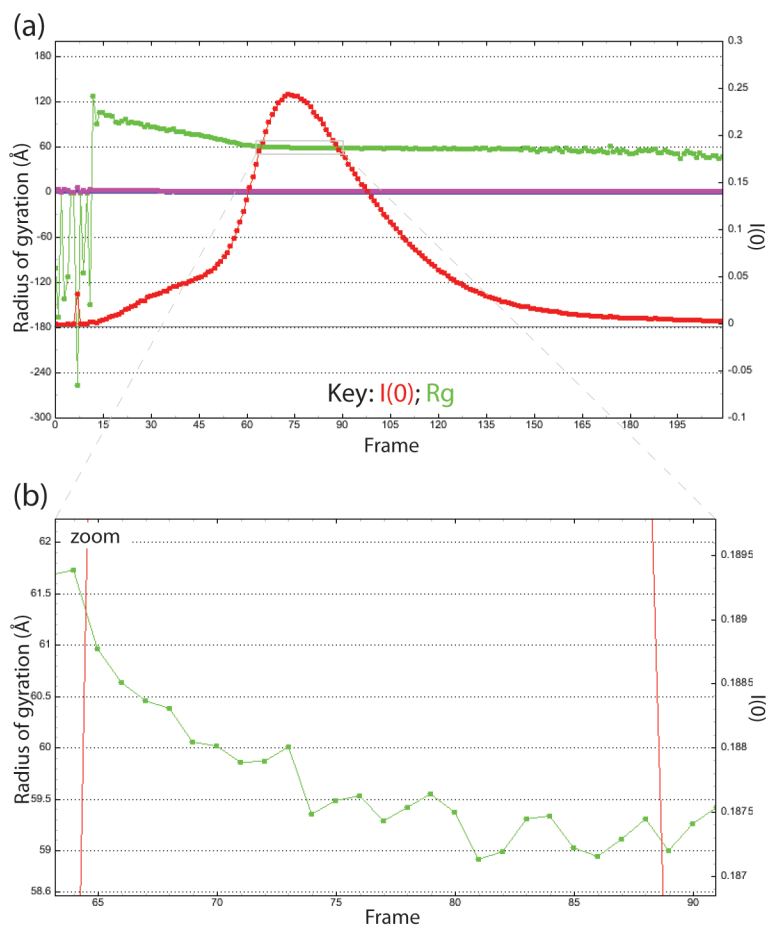 (a)
180
120
60
0
-60
-120
-180
-240
-300
Radius of gyration (Å)
0.3
0.25
0.2
0.15
0.1
0.05
0
-0.05
-0.1
I(0)
Key: I(0); Rg
0 15 30 45 60 75 90 105 120 135 150 165 180 195
Frame
(b)
zoom
62
61.5
61
60.5
60
59.5
59
58.6
Radius of gyration (Å)
0.1895
0.189
0.1885
0.188
0.1875
0.187
I(0)
65 70 75 80 85 90
Frame